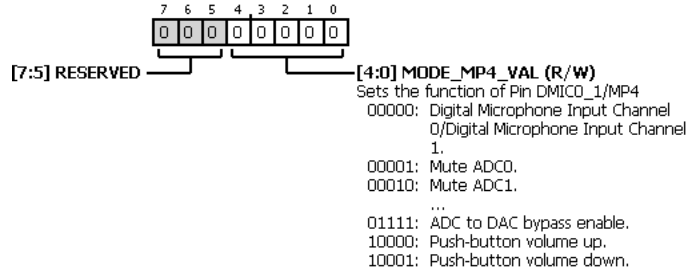 7 6 5 4 3 2 1 0
0 0 0 0 0 0 0 0
[7:5] RESERVED
[4:0] MODE_MP4_VAL (R/W)
Sets the function of Pin DMIC0_1/MP4
00000: Digital Microphone Input Channel
0/Digital Microphone Input Channel
1.
00001: Mute ADC0.
00010: Mute ADC1.
...
01111: ADC to DAC bypass enable.
10000: Push-button volume up.
10001: Push-button volume down.